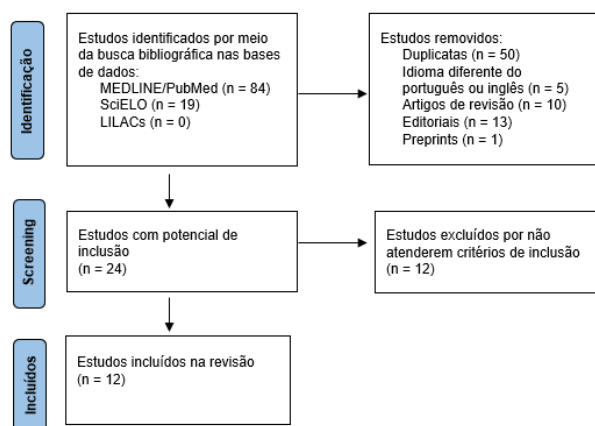 Identificação
Estudos identificados por meio
da busca bibliográfica nas bases
de dados:
MEDLINE/PubMed (n = 84)
SciELO (n = 19)
LILACs (n = 0)
Estudos removidos:
Duplicatas (n = 50)
Idioma diferente do
português ou inglês (n = 5)
Artigos de revisão (n = 10)
Editoriais (n = 13)
Preprints (n = 1)
Screening
Estudos com potencial de
inclusão
(n = 24)
Estudos excluídos por não
atenderem critérios de inclusão
(n = 12)
Incluídos
Estudos incluídos na revisão
(n = 12)